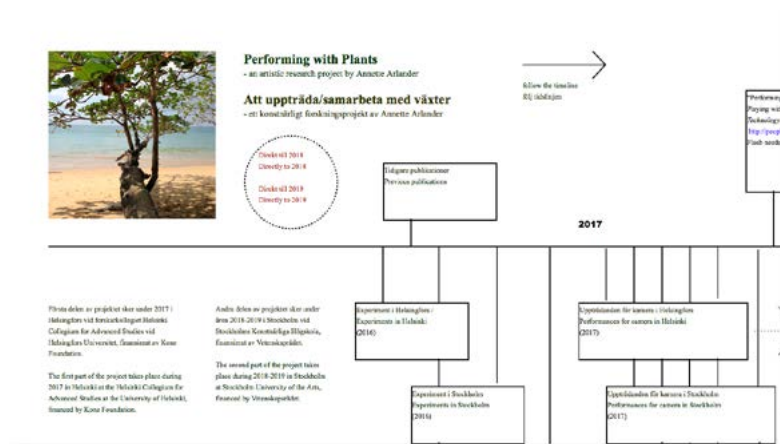 Performing with Plants
- an artistic research project by Annette Arlander
Att uppträda/samarbeta med växter
- ett konstnärligt forskningsprojekt av Annette Arlander
follow the timeline
följ tidslinjen
Direkt till 2018
Directly to 2018
Direkt till 2019
Directly to 2019
Tidigare publikationer
Previous publications
"Performing
Playing wit
Technology
http://peop
Flash needs
2017
Första delen av projektet sker under 2017 i
Helsingfors vid forskarkollegiet Helsinki
Collegium for Advanced Studies vid
Helsingfors Universitet, finansierat av Kone
Foundation.
The first part of the project takes place during
2017 in Helsinki at the Helsinki Collegium for
Advanced Studies at the University of Helsinki,
financed by Kone Foundation.
Andra delen av projektet sker under
åren 2018-2019 i Stockholm vid
Stockholms Konstnärliga Högskola,
finansierat av Vetenskapsrådet.
The second part of the project takes
place during 2018-2019 in Stockholm
at Stockholm University of the Arts,
financed by Vetenskapsrådet.
Experiment i Helsingfors /
Experiments in Helsinki
(2016)
Experiment i Stockholm
Experiments in Stockholm
(2016)
Uppträdanden för kamera i Helsingfors
Performances for camera in Helsinki
(2017)
Uppträdanden för kamera i Stockholm
Performances for camera in Stockholm
(2017)